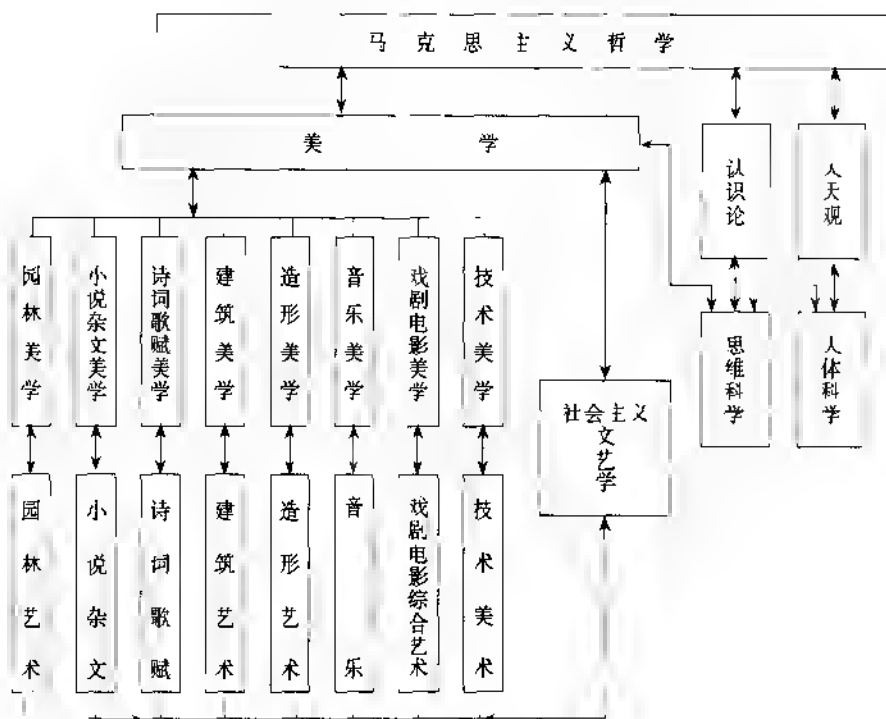 马克思主义哲学
美学
认识论
人天观
园林美学
小说杂文美学
诗词歌赋美学
建筑美学
造形美学
音乐美学
戏剧电影美学
技术美学
社会主义
文艺学
思维科学
人体科学
园林艺术
小说杂文
诗词歌赋
建筑艺术
造形艺术
音乐
戏剧电影综合艺术
技术美术